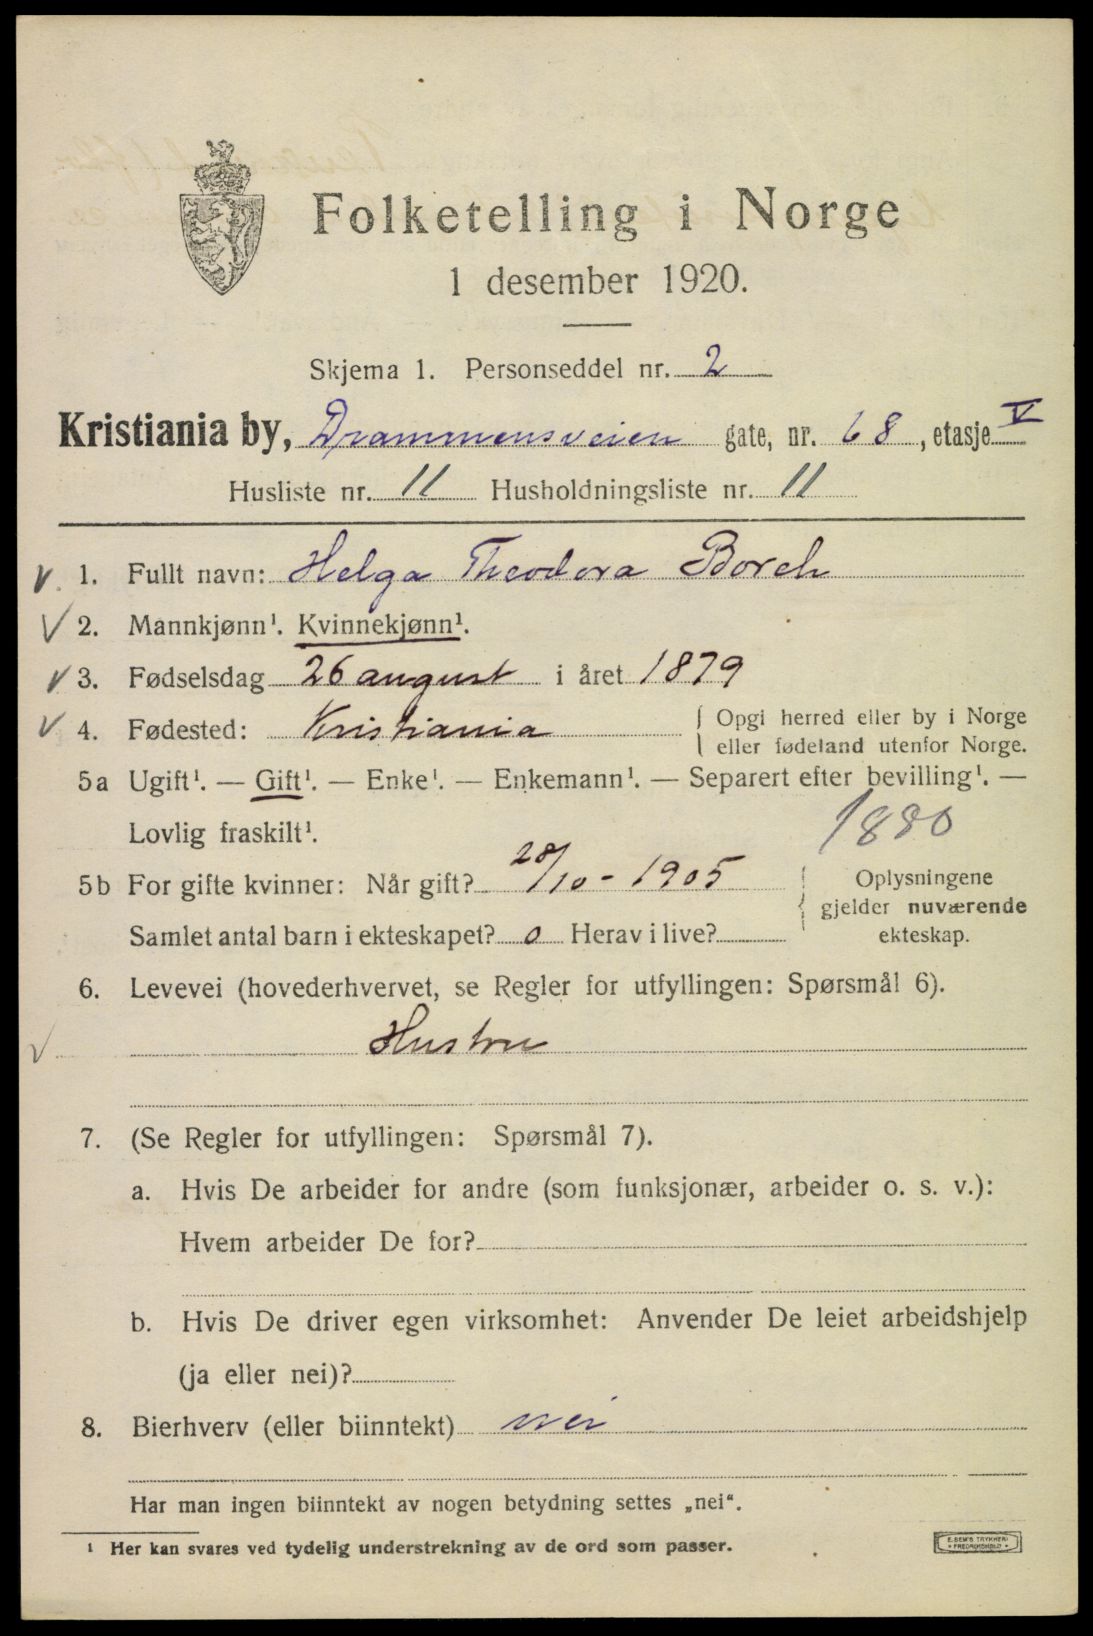 Folketelling i Norge
1 desember 1920.
Skjema 1. Personseddel nr. 2
Kristiania by, Drammensveien gate, nr. 68, etasje V
Husliste nr. 11 Husholdningsliste nr. 11
1. Fullt navn: Helga Theodora Borch
2. Mannkjønn¹. Kvinnekjønn¹.
3. Fødselsdag 26 august i året 1879
4. Fødested: Kristiania { Opgi herred eller by i Norge
eller fødeland utenfor Norge.
5a Ugift¹. — Gift¹. — Enke¹. — Enkemann¹. — Separert efter bevilling¹. —
Lovlig fraskilt¹.
1880
5b For gifte kvinner: Når gift? 28/10 - 1905
Samlet antal barn i ekteskapet? 0 Herav i live?
Oplysningene
gjelder nuværende
ekteskap.
6. Levevei (hovederhvervet, se Regler for utfyllingen: Spørsmål 6).
Hustru
7. (Se Regler for utfyllingen: Spørsmål 7).
a. Hvis De arbeider for andre (som funksjonær, arbeider o. s. v.):
Hvem arbeider De for?
b. Hvis De driver egen virksomhet: Anvender De leiet arbeidshjelp
(ja eller nei)?
8. Bierhverv (eller biinntekt) nei
Har man ingen biinntekt av nogen betydning settes „nei“.
¹ Her kan svares ved tydelig understrekning av de ord som passer.
E. SEM'S TRYKKERI
FREDRIKSHALD